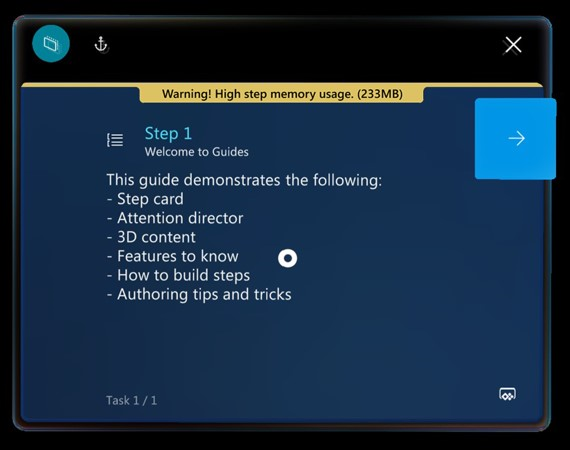 Warning! High step memory usage. (233MB)
Step 1
Welcome to Guides
This guide demonstrates the following:
- Step card
- Attention director
- 3D content
- Features to know
- How to build steps
- Authoring tips and tricks
Task 1 / 1